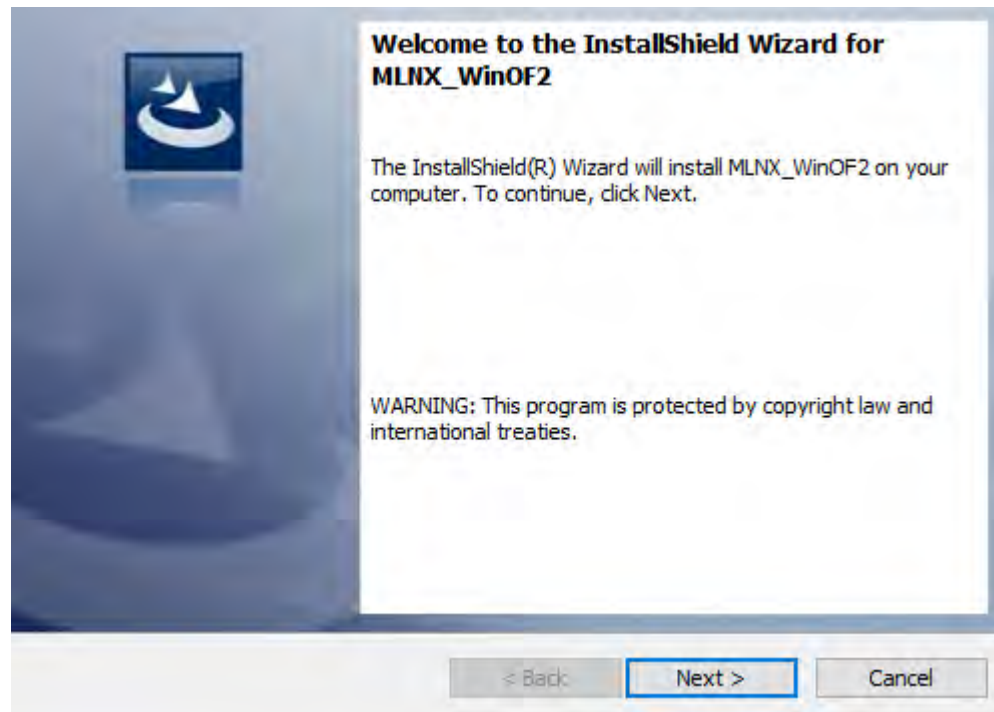 Welcome to the InstallShield Wizard for
MLNX_WinOF2
The InstallShield(R) Wizard will install MLNX_WinOF2 on your
computer. To continue, click Next.
WARNING: This program is protected by copyright law and
international treaties.
< Back
Next >
Cancel